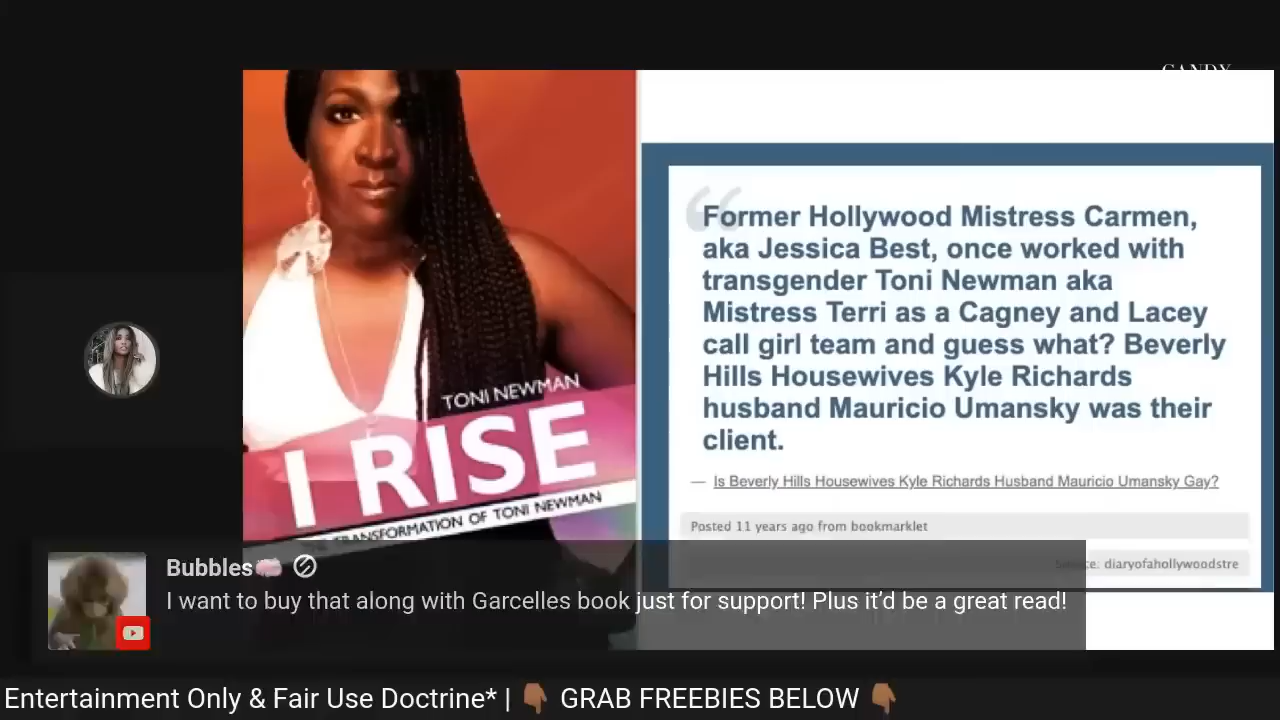 CANDY
TONI NEWMAN
I RISE
TRANSFORMATION OF TONI NEWMAN
“Former Hollywood Mistress Carmen,
aka Jessica Best, once worked with
transgender Toni Newman aka
Mistress Terri as a Cagney and Lacey
call girl team and guess what? Beverly
Hills Housewives Kyle Richards
husband Mauricio Umansky was their
client.
— Is Beverly Hills Housewives Kyle Richards Husband Mauricio Umansky Gay?
Posted 11 years ago from bookmarklet
Source: diaryofahollywoodstre
Bubbles🧼
I want to buy that along with Garcelles book just for support! Plus it’d be a great read!
Entertainment Only & Fair Use Doctrine* | 👇🏾 GRAB FREEBIES BELOW 👇🏾